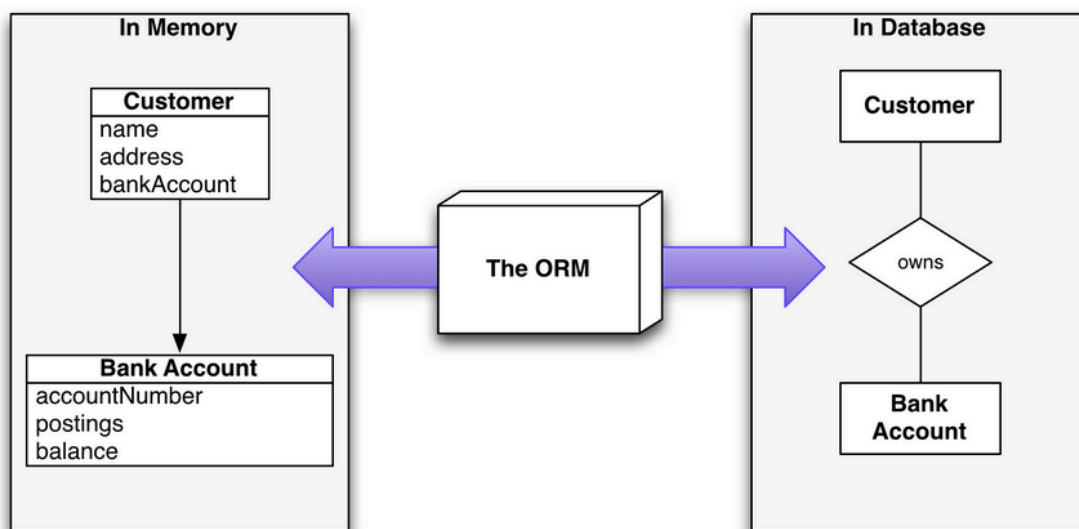 In Memory
Customer
name
address
bankAccount
Bank Account
accountNumber
postings
balance
The ORM
In Database
Customer
owns
Bank
Account